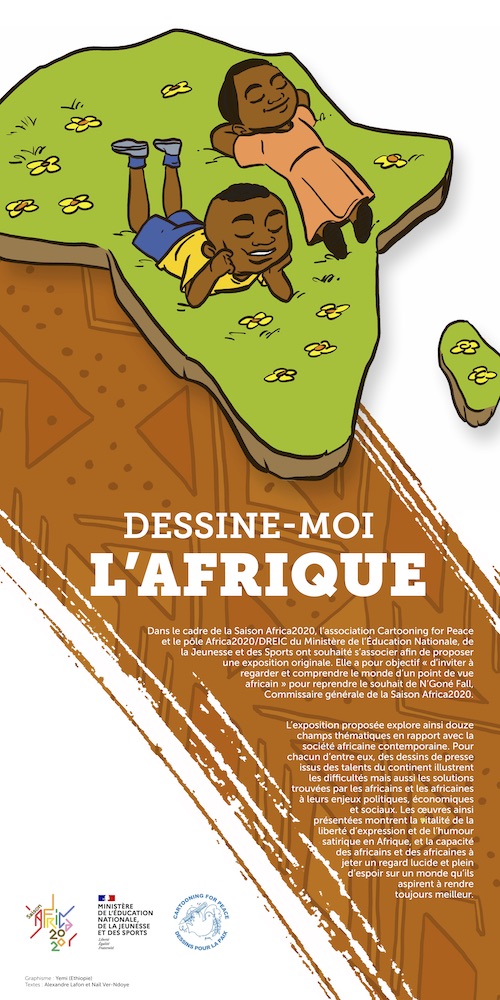 DESSINE-MOI
L'AFRIQUE
Dans le cadre de la Saison Africa2020, l'association Cartooning for Peace
et le pôle Africa2020/DREIC du Ministère de l'Éducation Nationale, de
la Jeunesse et des Sports ont souhaité s'associer afin de proposer
une exposition originale. Elle a pour objectif « d'inviter à
regarder et comprendre le monde d'un point de vue
africain » pour reprendre le souhait de N'Goné Fall,
Commissaire générale de la Saison Africa2020.
L'exposition proposée explore ainsi douze
champs thématiques en rapport avec la
société africaine contemporaine. Pour
chacun d'entre eux, des dessins de presse
issus des talents du continent illustrent
les difficultés mais aussi les solutions
trouvées par les africains et les africaines
à leurs enjeux politiques, économiques
et sociaux. Les œuvres ainsi
présentées montrent la vitalité de la
liberté d'expression et de l'humour
satirique en Afrique, et la capacité
des africains et des africaines à
jeter un regard lucide et plein
d'espoir sur un monde qu'ils
aspirent à rendre
toujours meilleur.
Saison
AFRICA
2020
MINISTÈRE
DE L'ÉDUCATION
NATIONALE,
DE LA JEUNESSE
ET DES SPORTS
Liberté
Égalité
Fraternité
CARTOONING FOR PEACE
DESSINS POUR LA PAIX
Graphisme : Yemi (Ethiopie)
Textes : Alexandre Lafon et Naïl Ver-Ndoye